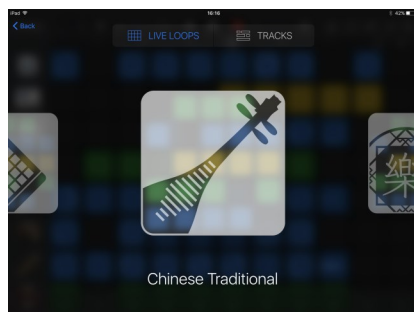 iPad
16:16
42%
Back
LIVE LOOPS
TRACKS
樂
Chinese Traditional